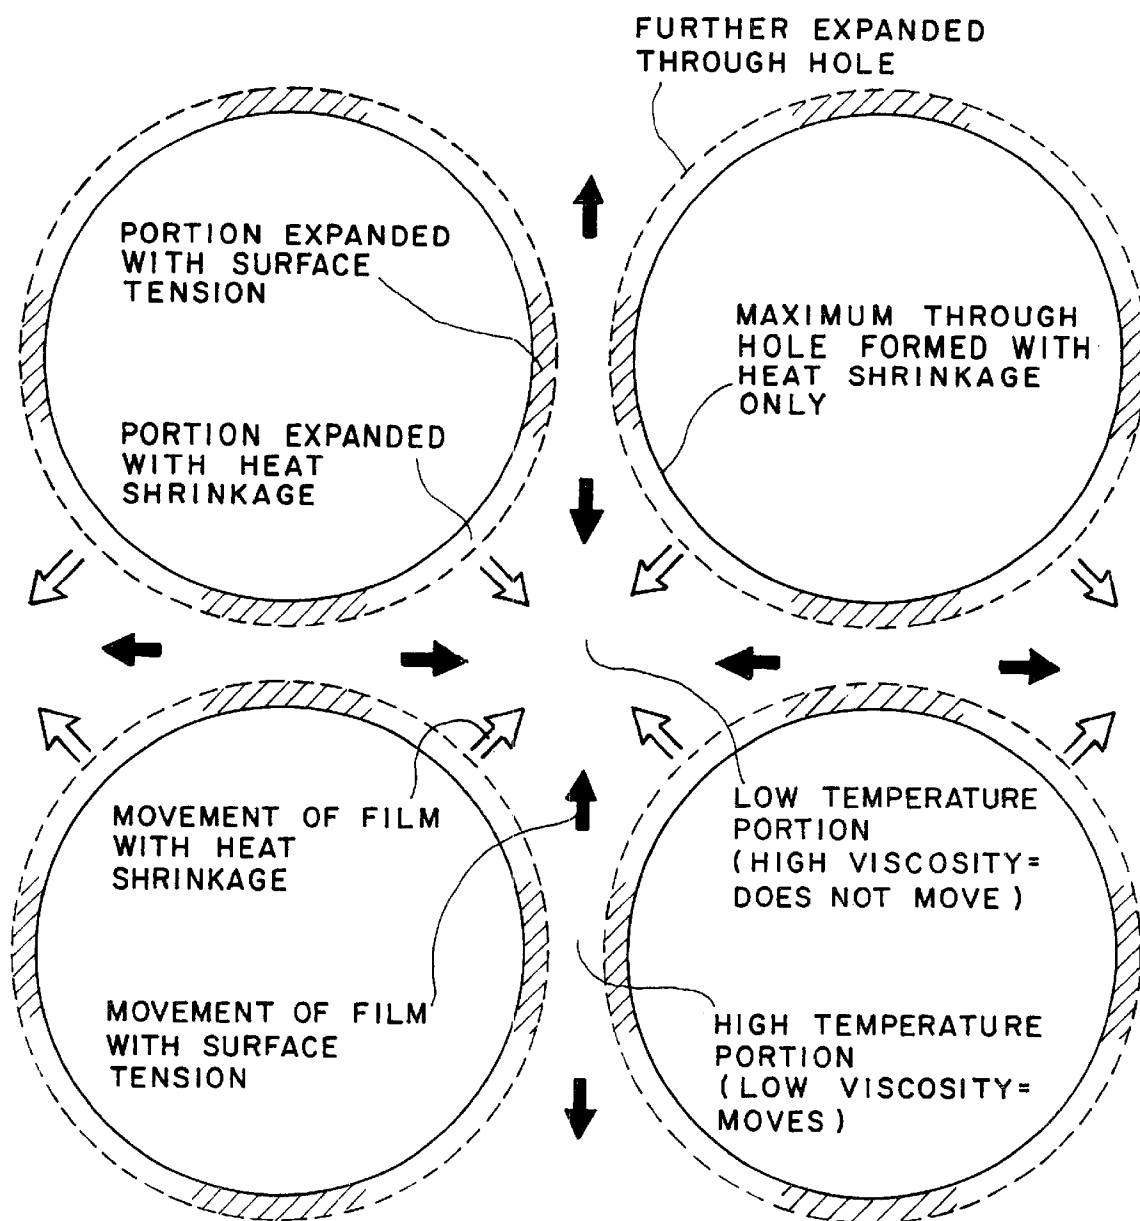 FURTHER EXPANDED
THROUGH HOLE
PORTION EXPANDED
WITH SURFACE
TENSION
MAXIMUM THROUGH
HOLE FORMED WITH
HEAT SHRINKAGE
ONLY
PORTION EXPANDED
WITH HEAT
SHRINKAGE
MOVEMENT OF FILM
WITH HEAT
SHRINKAGE
LOW TEMPERATURE
PORTION
(HIGH VISCOSITY=
DOES NOT MOVE)
MOVEMENT OF FILM
WITH SURFACE
TENSION
HIGH TEMPERATURE
PORTION
(LOW VISCOSITY=
MOVES)